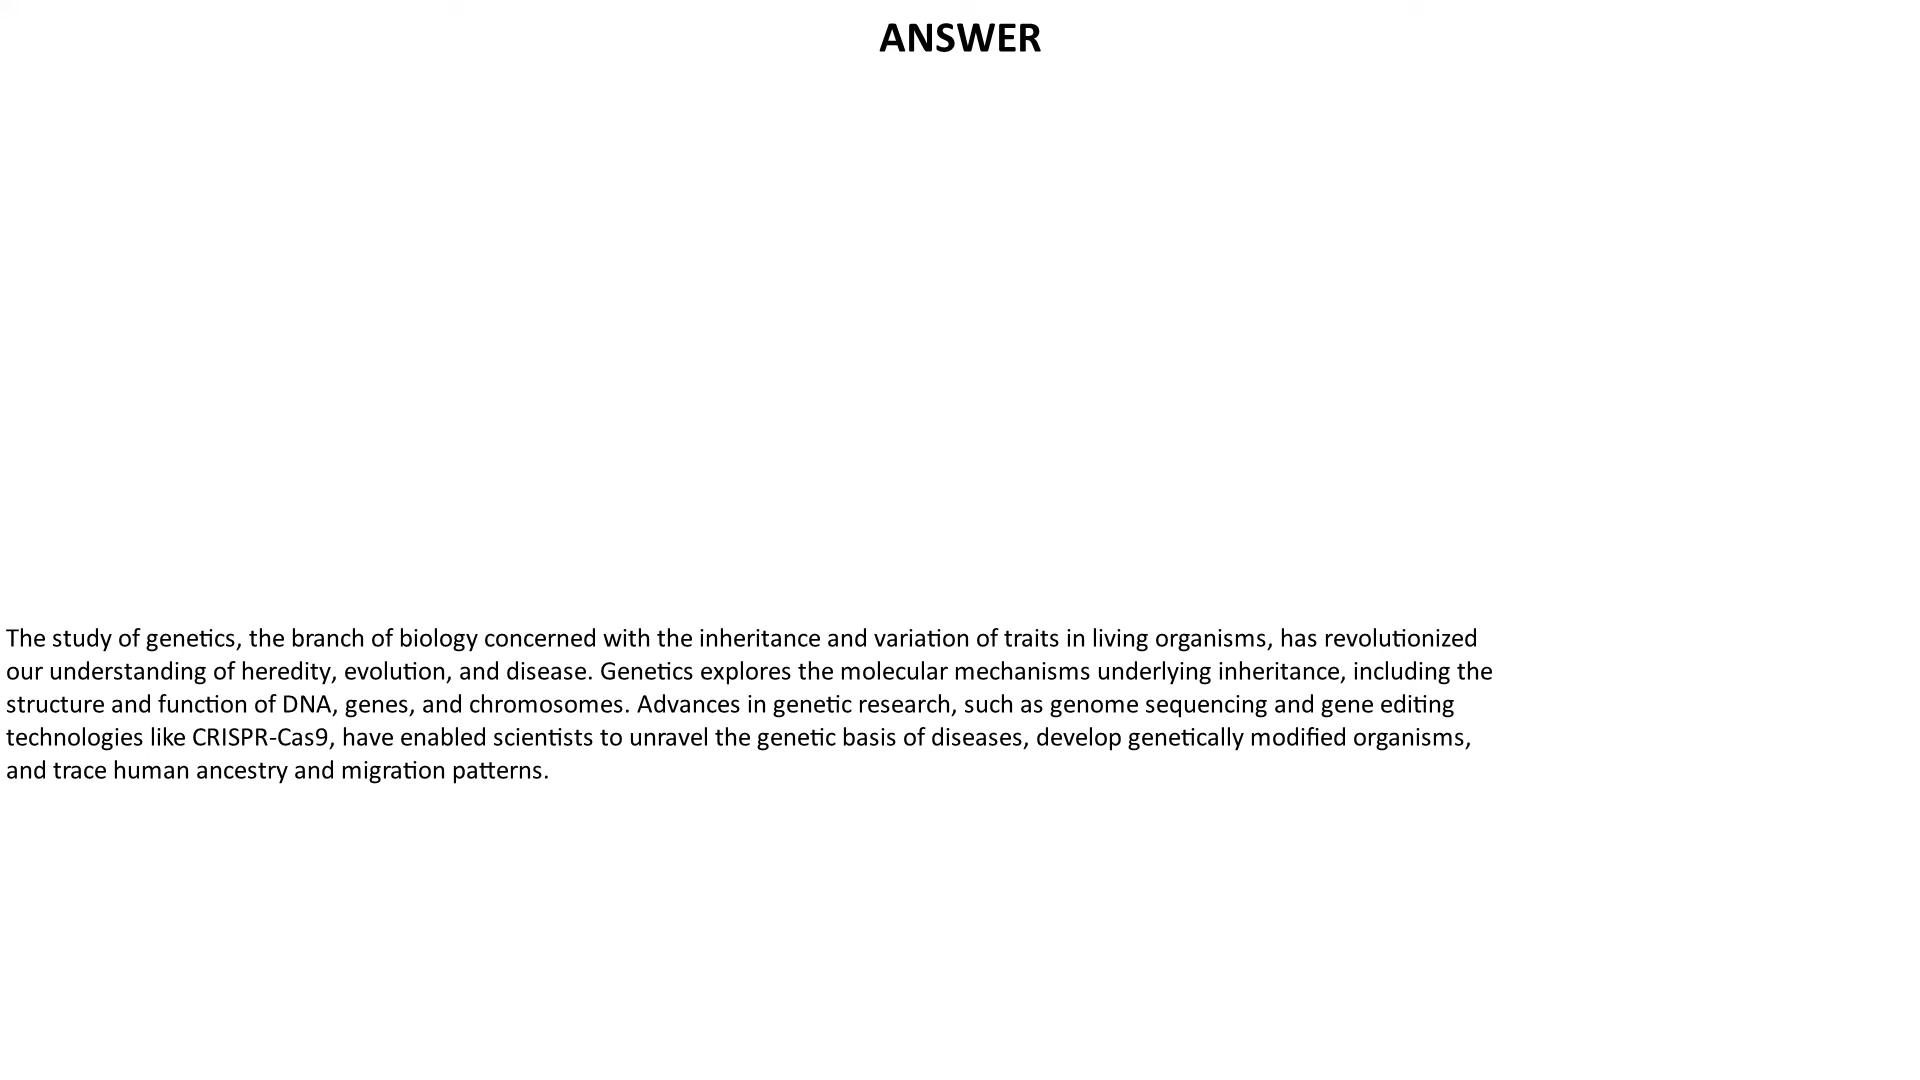 ANSWER
The study of genetics, the branch of biology concerned with the inheritance and variation of traits in living organisms, has revolutionized
our understanding of heredity, evolution, and disease. Genetics explores the molecular mechanisms underlying inheritance, including the
structure and function of DNA, genes, and chromosomes. Advances in genetic research, such as genome sequencing and gene editing
technologies like CRISPR-Cas9, have enabled scientists to unravel the genetic basis of diseases, develop genetically modified organisms,
and trace human ancestry and migration patterns.